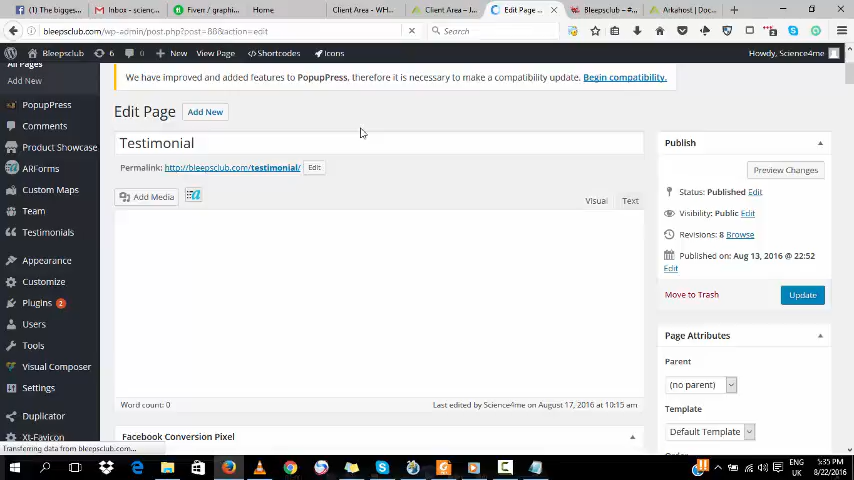 (1) The bigges...
Inbox - scienc...
Fiverr / graphi...
Home
Client Area - WH...
Client Area – J...
Edit Page ...
Bleepsclub – #...
Arkahost | Doc...
bleepsclub.com/wp-admin/post.php?post=88&action=edit
Search
Bleepsclub
6
0
New
View Page
Shortcodes
Icons
Howdy, Science4me
All Pages
Add New
PopupPress
Comments
Product Showcase
ARForms
Custom Maps
Team
Testimonials
Appearance
Customize
Plugins 2
Users
Tools
Visual Composer
Settings
Duplicator
Xt-Favicon
We have improved and added features to PopupPress, therefore it is necessary to make a compatibility update. Begin compatibility.
Edit Page Add New
Testimonial
Permalink: http://bleepsclub.com/testimonial/ Edit
Add Media
Visual Text
Word count: 0
Last edited by Science4me on August 17, 2016 at 10:15 am
Facebook Conversion Pixel
Publish
Preview Changes
Status: Published Edit
Visibility: Public Edit
Revisions: 8 Browse
Published on: Aug 13, 2016 @ 22:52
Edit
Move to Trash
Update
Page Attributes
Parent
(no parent)
Template
Default Template
Transferring data from bleepsclub.com...
ENG
UK
5:35 PM
8/22/2016